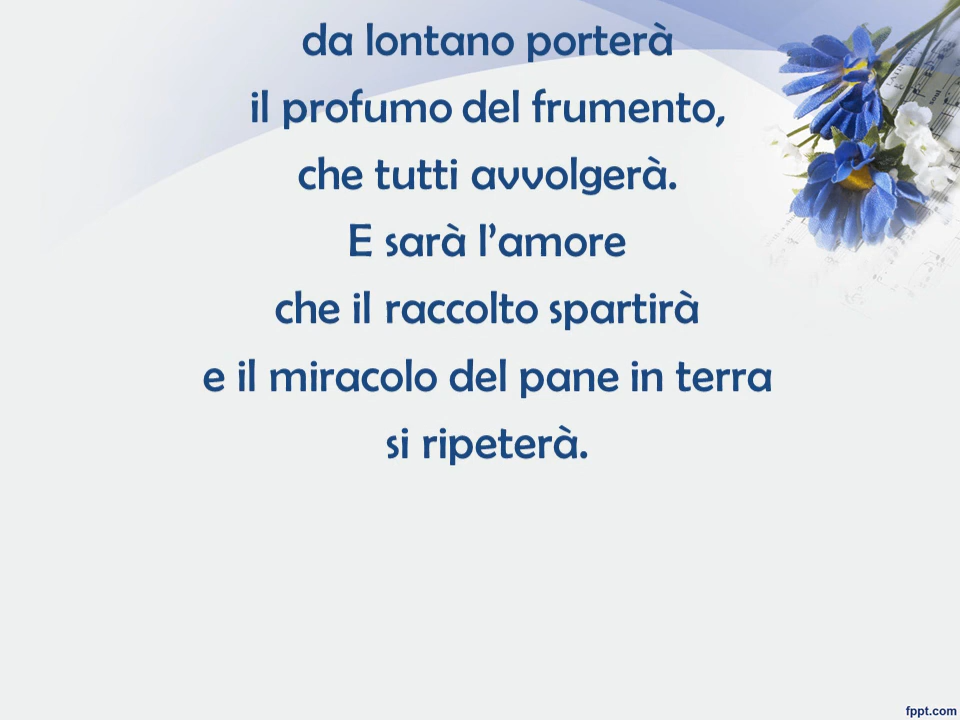 da lontano porterà
il profumo del frumento,
che tutti avvolgerà.
E sarà l’amore
che il raccolto spartirà
e il miracolo del pane in terra
si ripeterà.
fppt.com